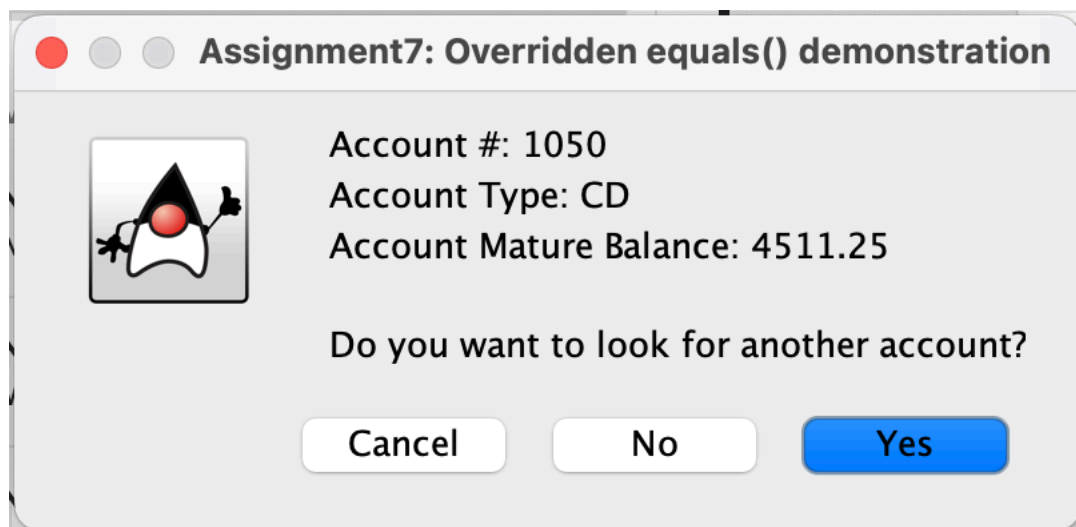 Assignment7: Overridden equals() demonstration
Account #: 1050
Account Type: CD
Account Mature Balance: 4511.25
Do you want to look for another account?
Cancel No Yes